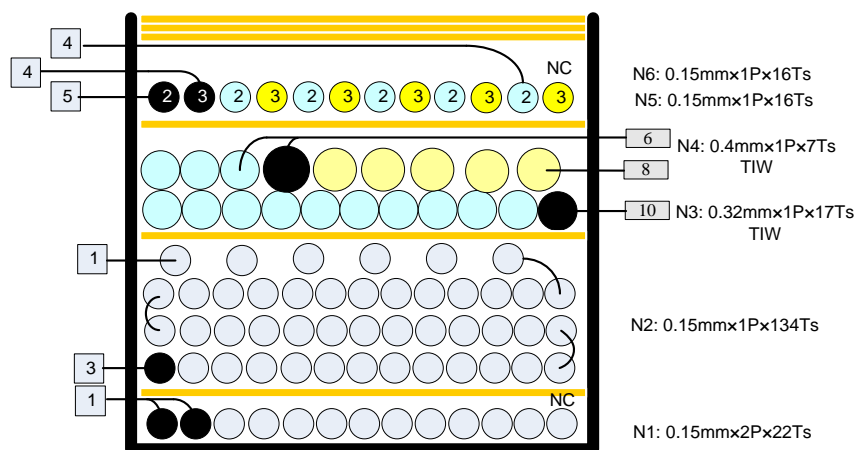 4
4
NC
N6: 0.15mm×1P×16Ts
5
2 3 2 3 2 3 2 3 2 3 2 3
N5: 0.15mm×1P×16Ts
6
N4: 0.4mm×1P×7Ts
TIW
8
10
N3: 0.32mm×1P×17Ts
TIW
1
N2: 0.15mm×1P×134Ts
3
1
NC
N1: 0.15mm×2P×22Ts